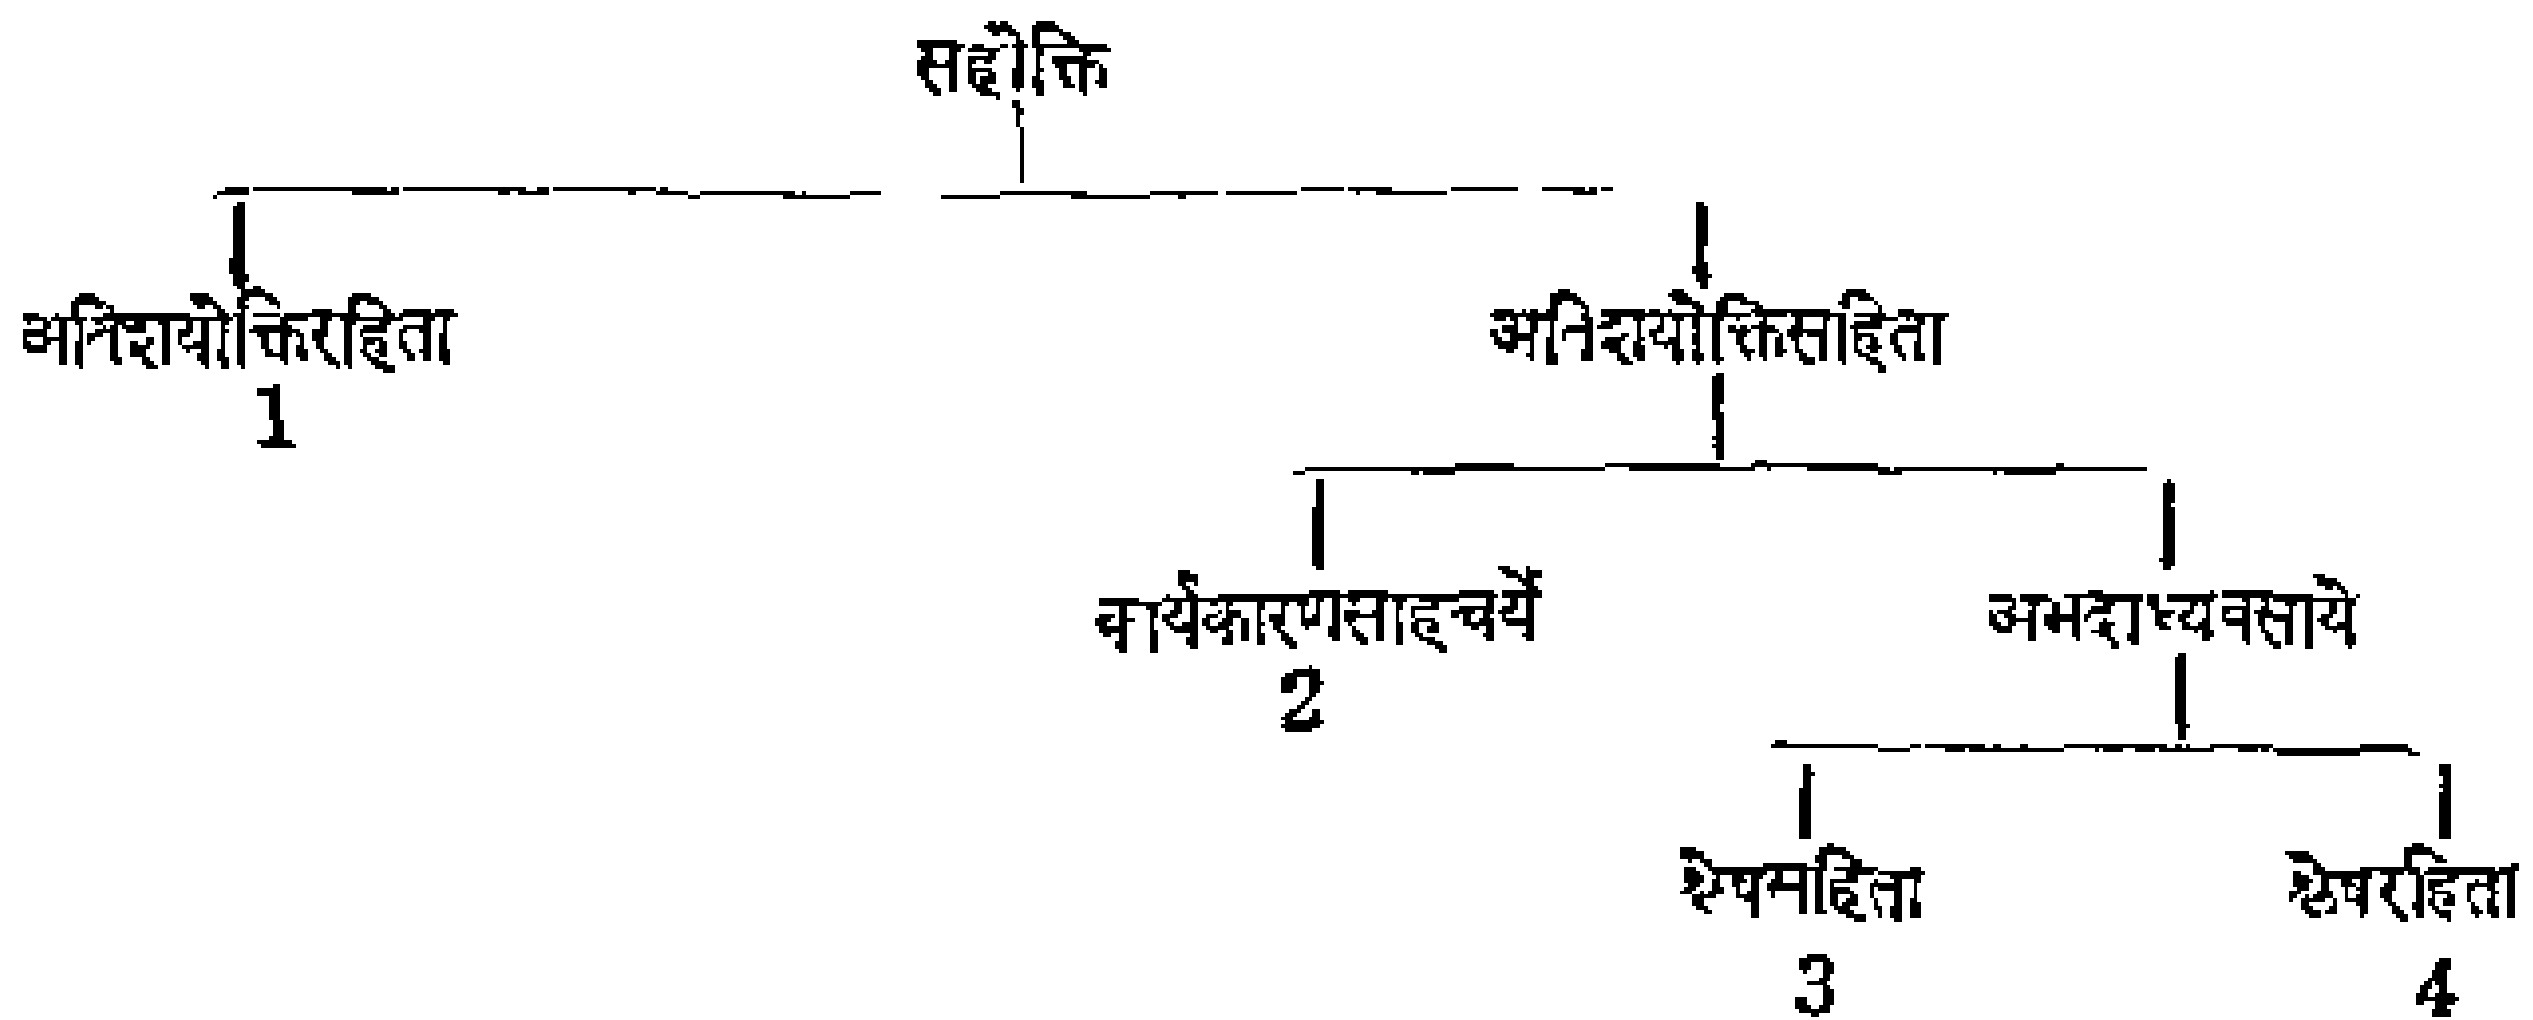 सहोक्ति
अतिशयोक्तिरहिता अतिशयोक्तिसहिता
1
कार्यकारणसाहचर्ये अभेदाध्यवसाये
2
श्लेषसहिता श्लेषरहिता
3 4